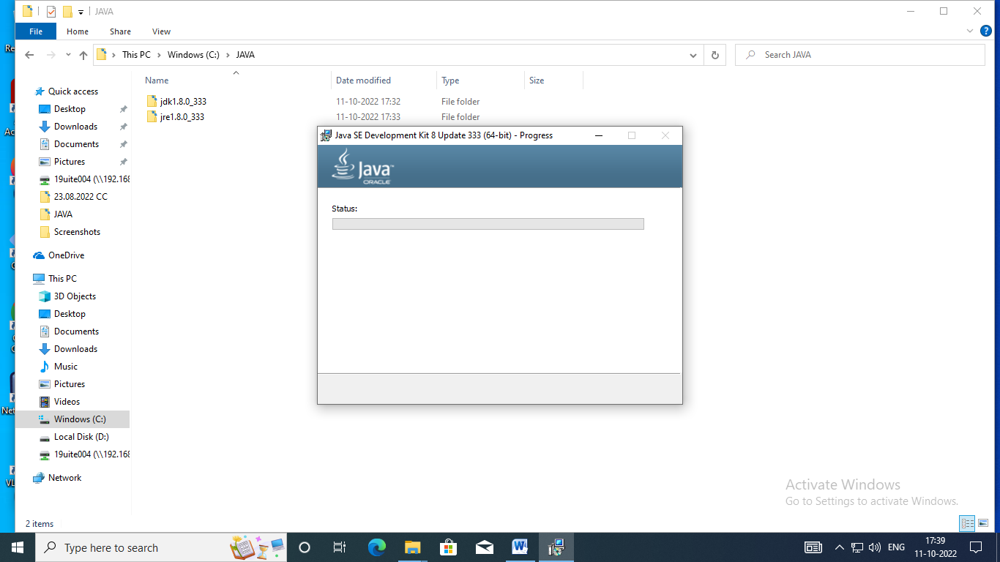 JAVA
File Home Share View
This PC > Windows (C:) > JAVA
Search JAVA
Name Date modified Type Size
jdk1.8.0_333 11-10-2022 17:32 File folder
jre1.8.0_333 11-10-2022 17:33 File folder
Quick access
Desktop
Downloads
Documents
Pictures
19uite004 (\\192.168
23.08.2022 CC
JAVA
Screenshots
OneDrive
This PC
3D Objects
Desktop
Documents
Downloads
Music
Pictures
Videos
Windows (C:)
Local Disk (D:)
19uite004 (\\192.168
Network
Java SE Development Kit 8 Update 333 (64-bit) - Progress
Java™
ORACLE
Status:
Activate Windows
Go to Settings to activate Windows.
2 items
Type here to search
ENG
17:39
11-10-2022